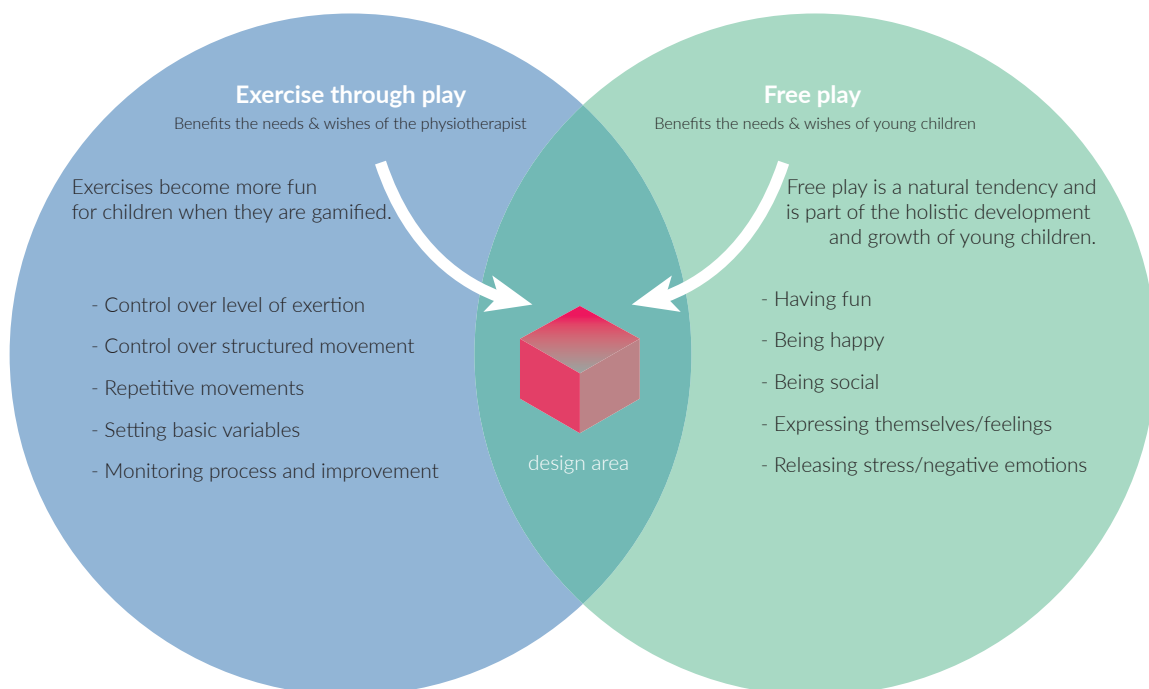 Exercise through play
Benefits the needs & wishes of the physiotherapist
Exercises become more fun
for children when they are gamified.
- Control over level of exertion
- Control over structured movement
- Repetitive movements
- Setting basic variables
- Monitoring process and improvement
design area
Free play
Benefits the needs & wishes of young children
Free play is a natural tendency and
is part of the holistic development
and growth of young children.
- Having fun
- Being happy
- Being social
- Expressing themselves/feelings
- Releasing stress/negative emotions